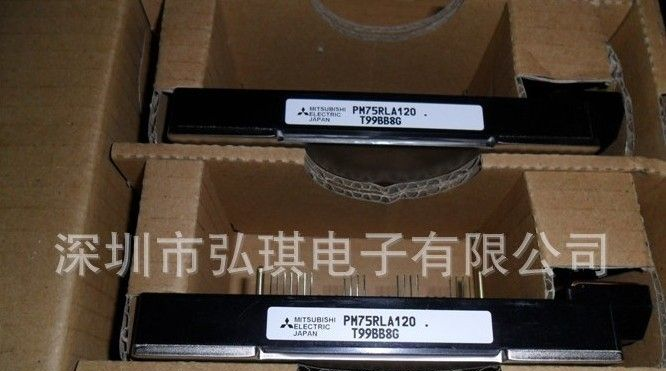 MITSUBISHI
ELECTRIC
JAPAN
PM75RLA120 .
T99BB8G
深圳市弘琪电子有限公司
MITSUBISHI
ELECTRIC
JAPAN
PM75RLA120 .
T99BB8G